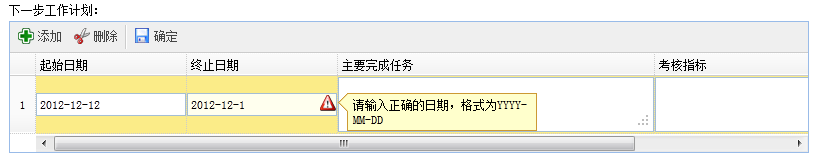 下一步工作计划：
添加 删除 确定
起始日期 终止日期 主要完成任务 考核指标
1 2012-12-12 2012-12-1 请输入正确的日期，格式为YYYY-
MM-DD